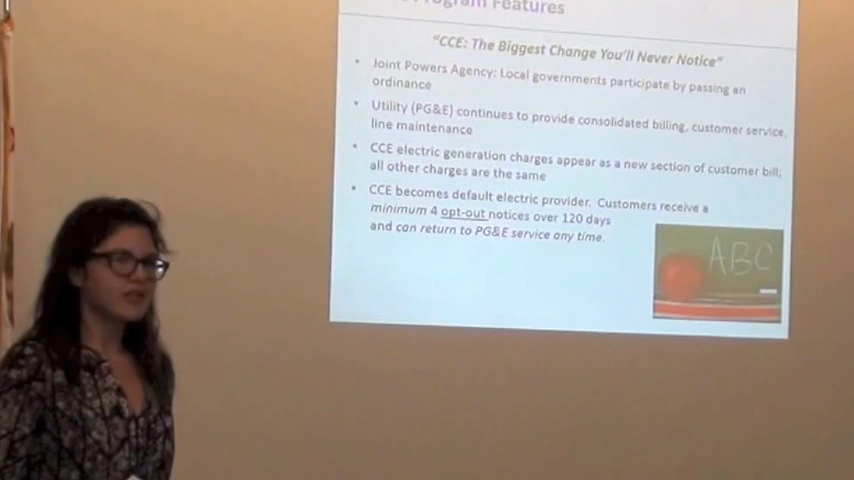 Program Features
"CCE: The Biggest Change You'll Never Notice"
• Joint Powers Agency: Local governments participate by passing an
ordinance
• Utility (PG&E) continues to provide consolidated billing, customer service,
line maintenance
• CCE electric generation charges appear as a new section of customer bill;
all other charges are the same
• CCE becomes default electric provider. Customers receive a
minimum 4 opt-out notices over 120 days
and can return to PG&E service any time.
ABC